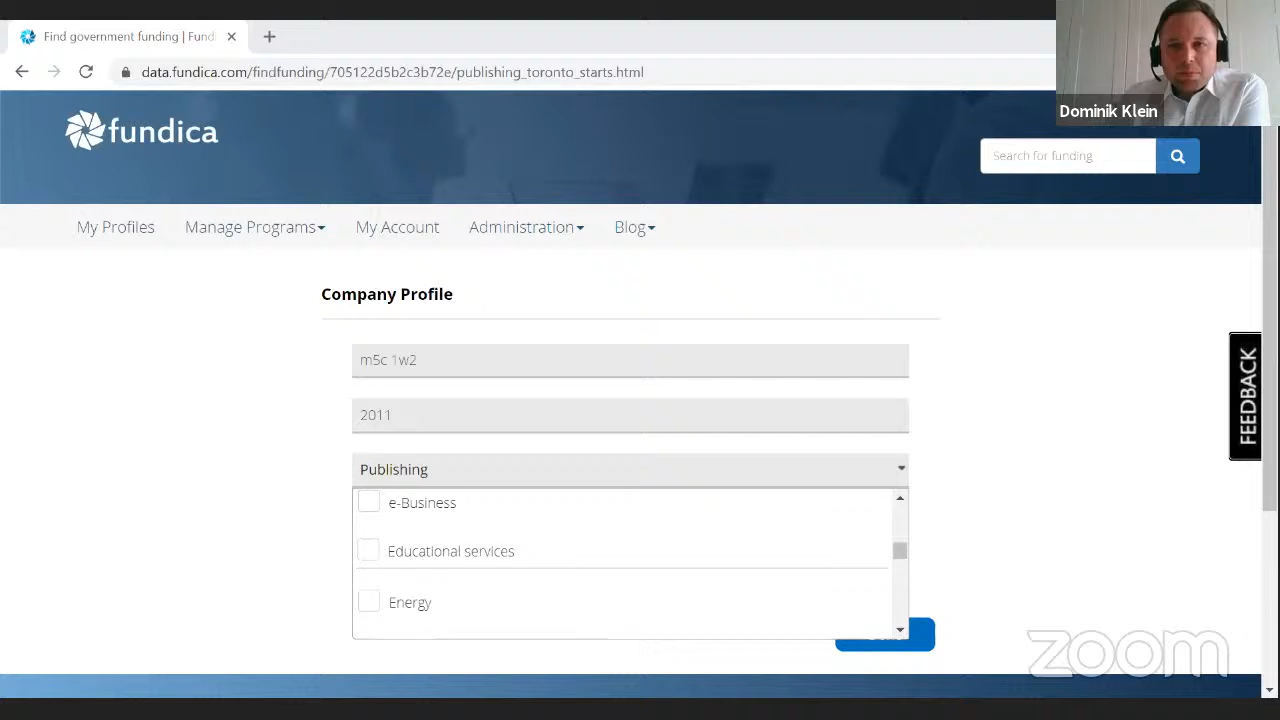 Find government funding | Fundi
data.fundica.com/findfunding/705122d5b2c3b72e/publishing_toronto_starts.html
Dominik Klein
fundica
Search for funding
My Profiles
Manage Programs
My Account
Administration
Blog
Company Profile
m5c 1w2
2011
Publishing
e-Business
Educational services
Energy
FEEDBACK
zoom